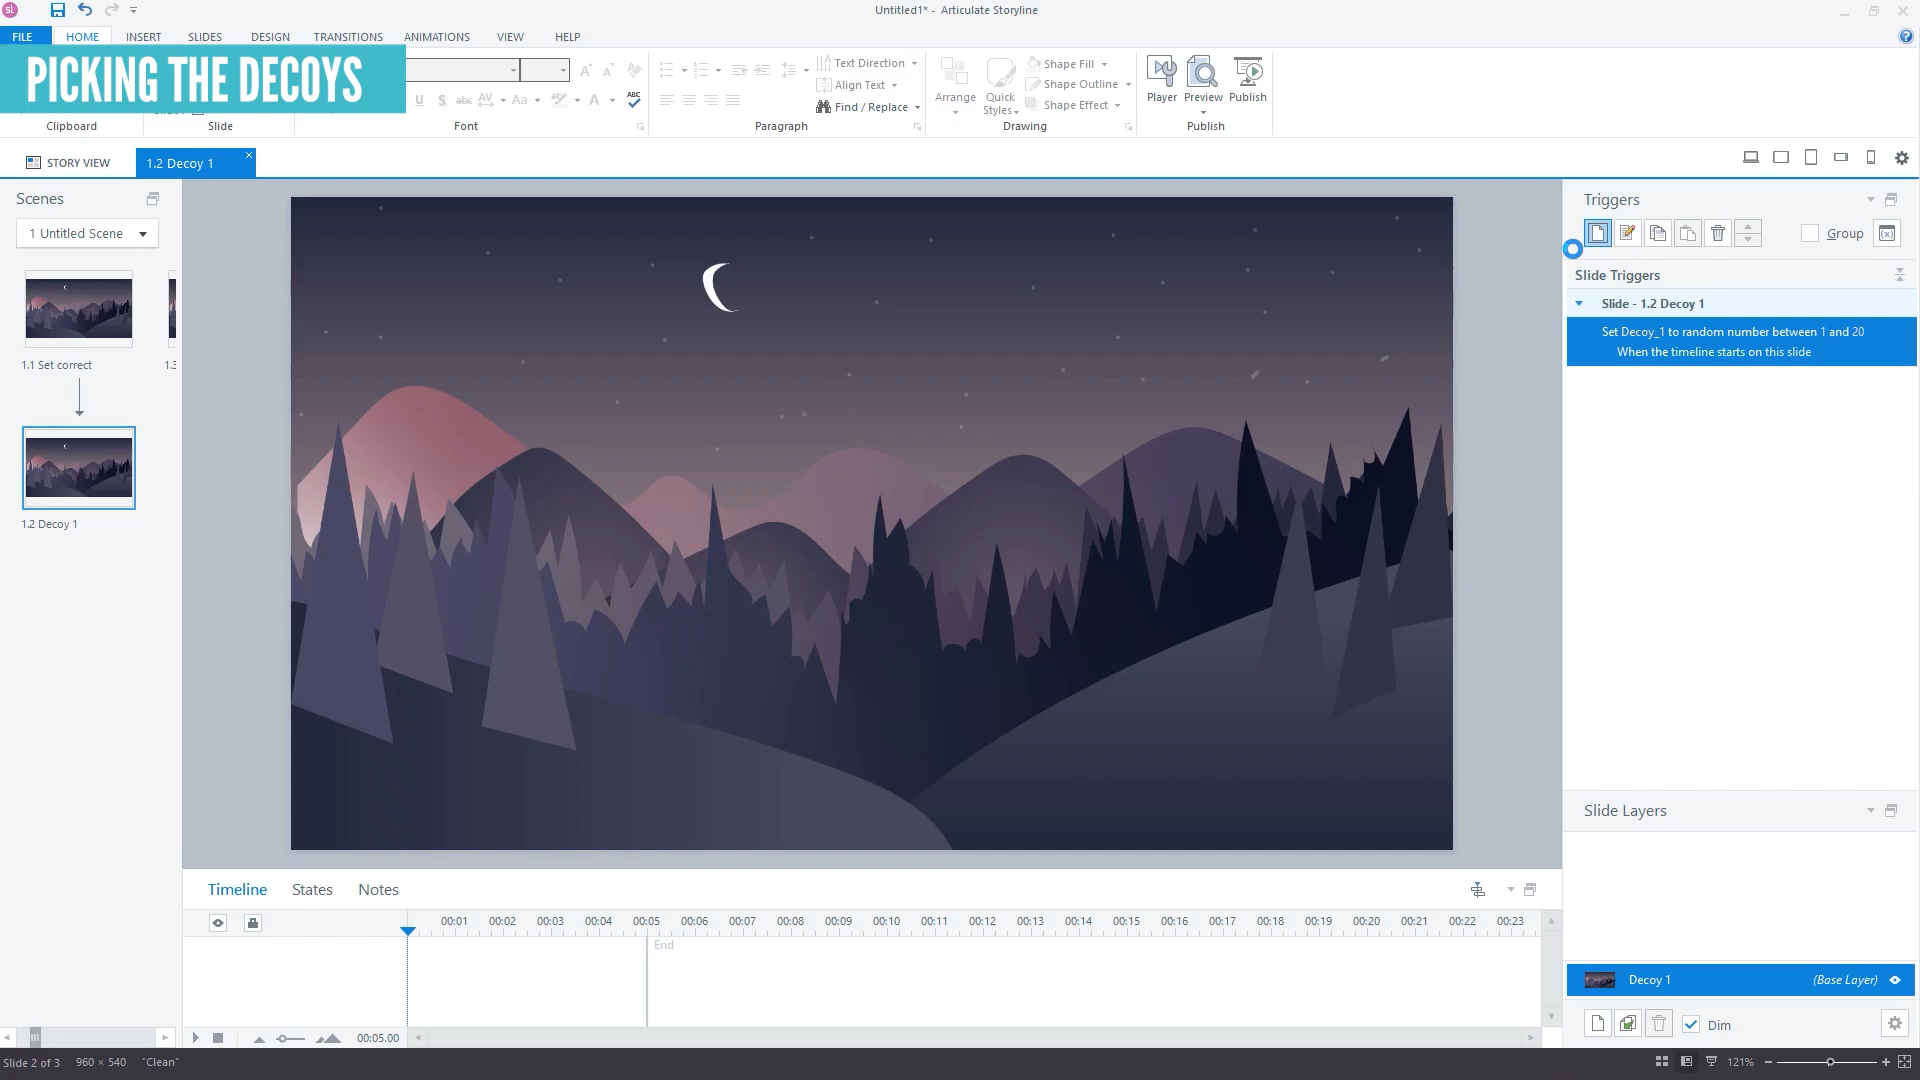 sl
Untitled1* - Articulate Storyline
FILE
HOME
INSERT
SLIDES
DESIGN
TRANSITIONS
ANIMATIONS
VIEW
HELP
PICKING THE DECOYS
Text Direction
Align Text
Find / Replace
Arrange
Quick
Styles
Shape Fill
Shape Outline
Shape Effect
Player
Preview
Publish
Clipboard
Slide
Font
Paragraph
Drawing
Publish
STORY VIEW
1.2 Decoy 1
Scenes
1 Untitled Scene
1.1 Set correct
1.3
1.2 Decoy 1
Triggers
Group
Slide Triggers
Slide - 1.2 Decoy 1
Set Decoy_1 to random number between 1 and 20
When the timeline starts on this slide
Slide Layers
Decoy 1
(Base Layer)
Dim
Timeline
States
Notes
00:01 00:02 00:03 00:04 00:05 00:06 00:07 00:08 00:09 00:10 00:11 00:12 00:13 00:14 00:15 00:16 00:17 00:18 00:19 00:20 00:21 00:22 00:23
End
00:05.00
Slide 2 of 3
960 × 540
"Clean"
121%